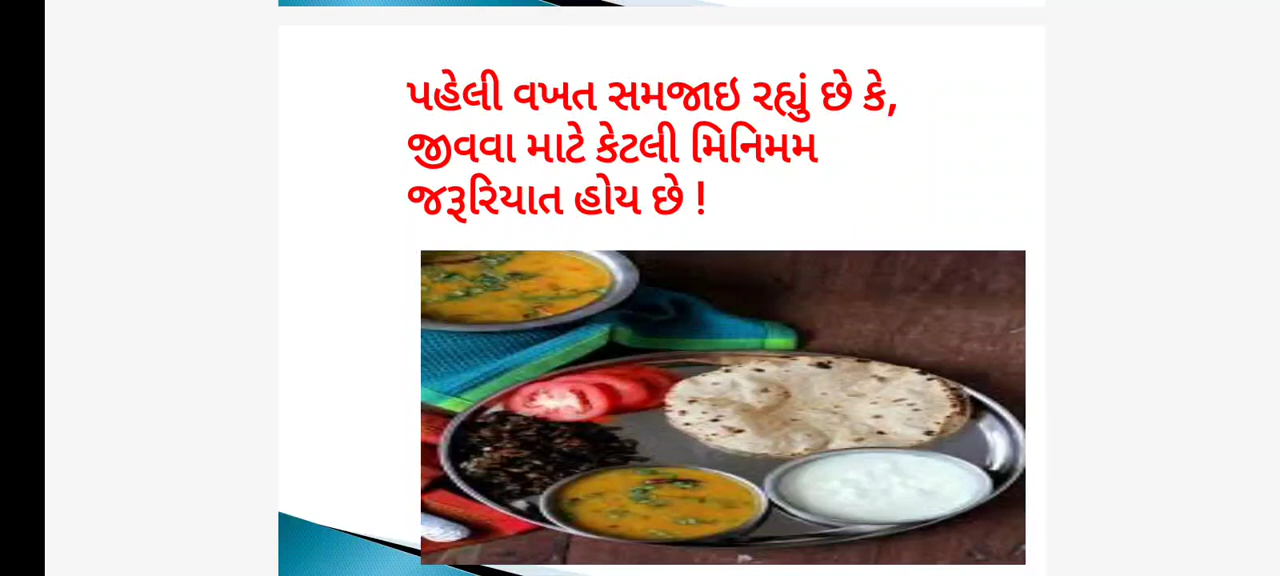 પહેલી વખત સમજાઇ રહ્યું છે કે,
જીવવા માટે કેટલી મિનિમમ
જરૂરિયાત હોય છે !